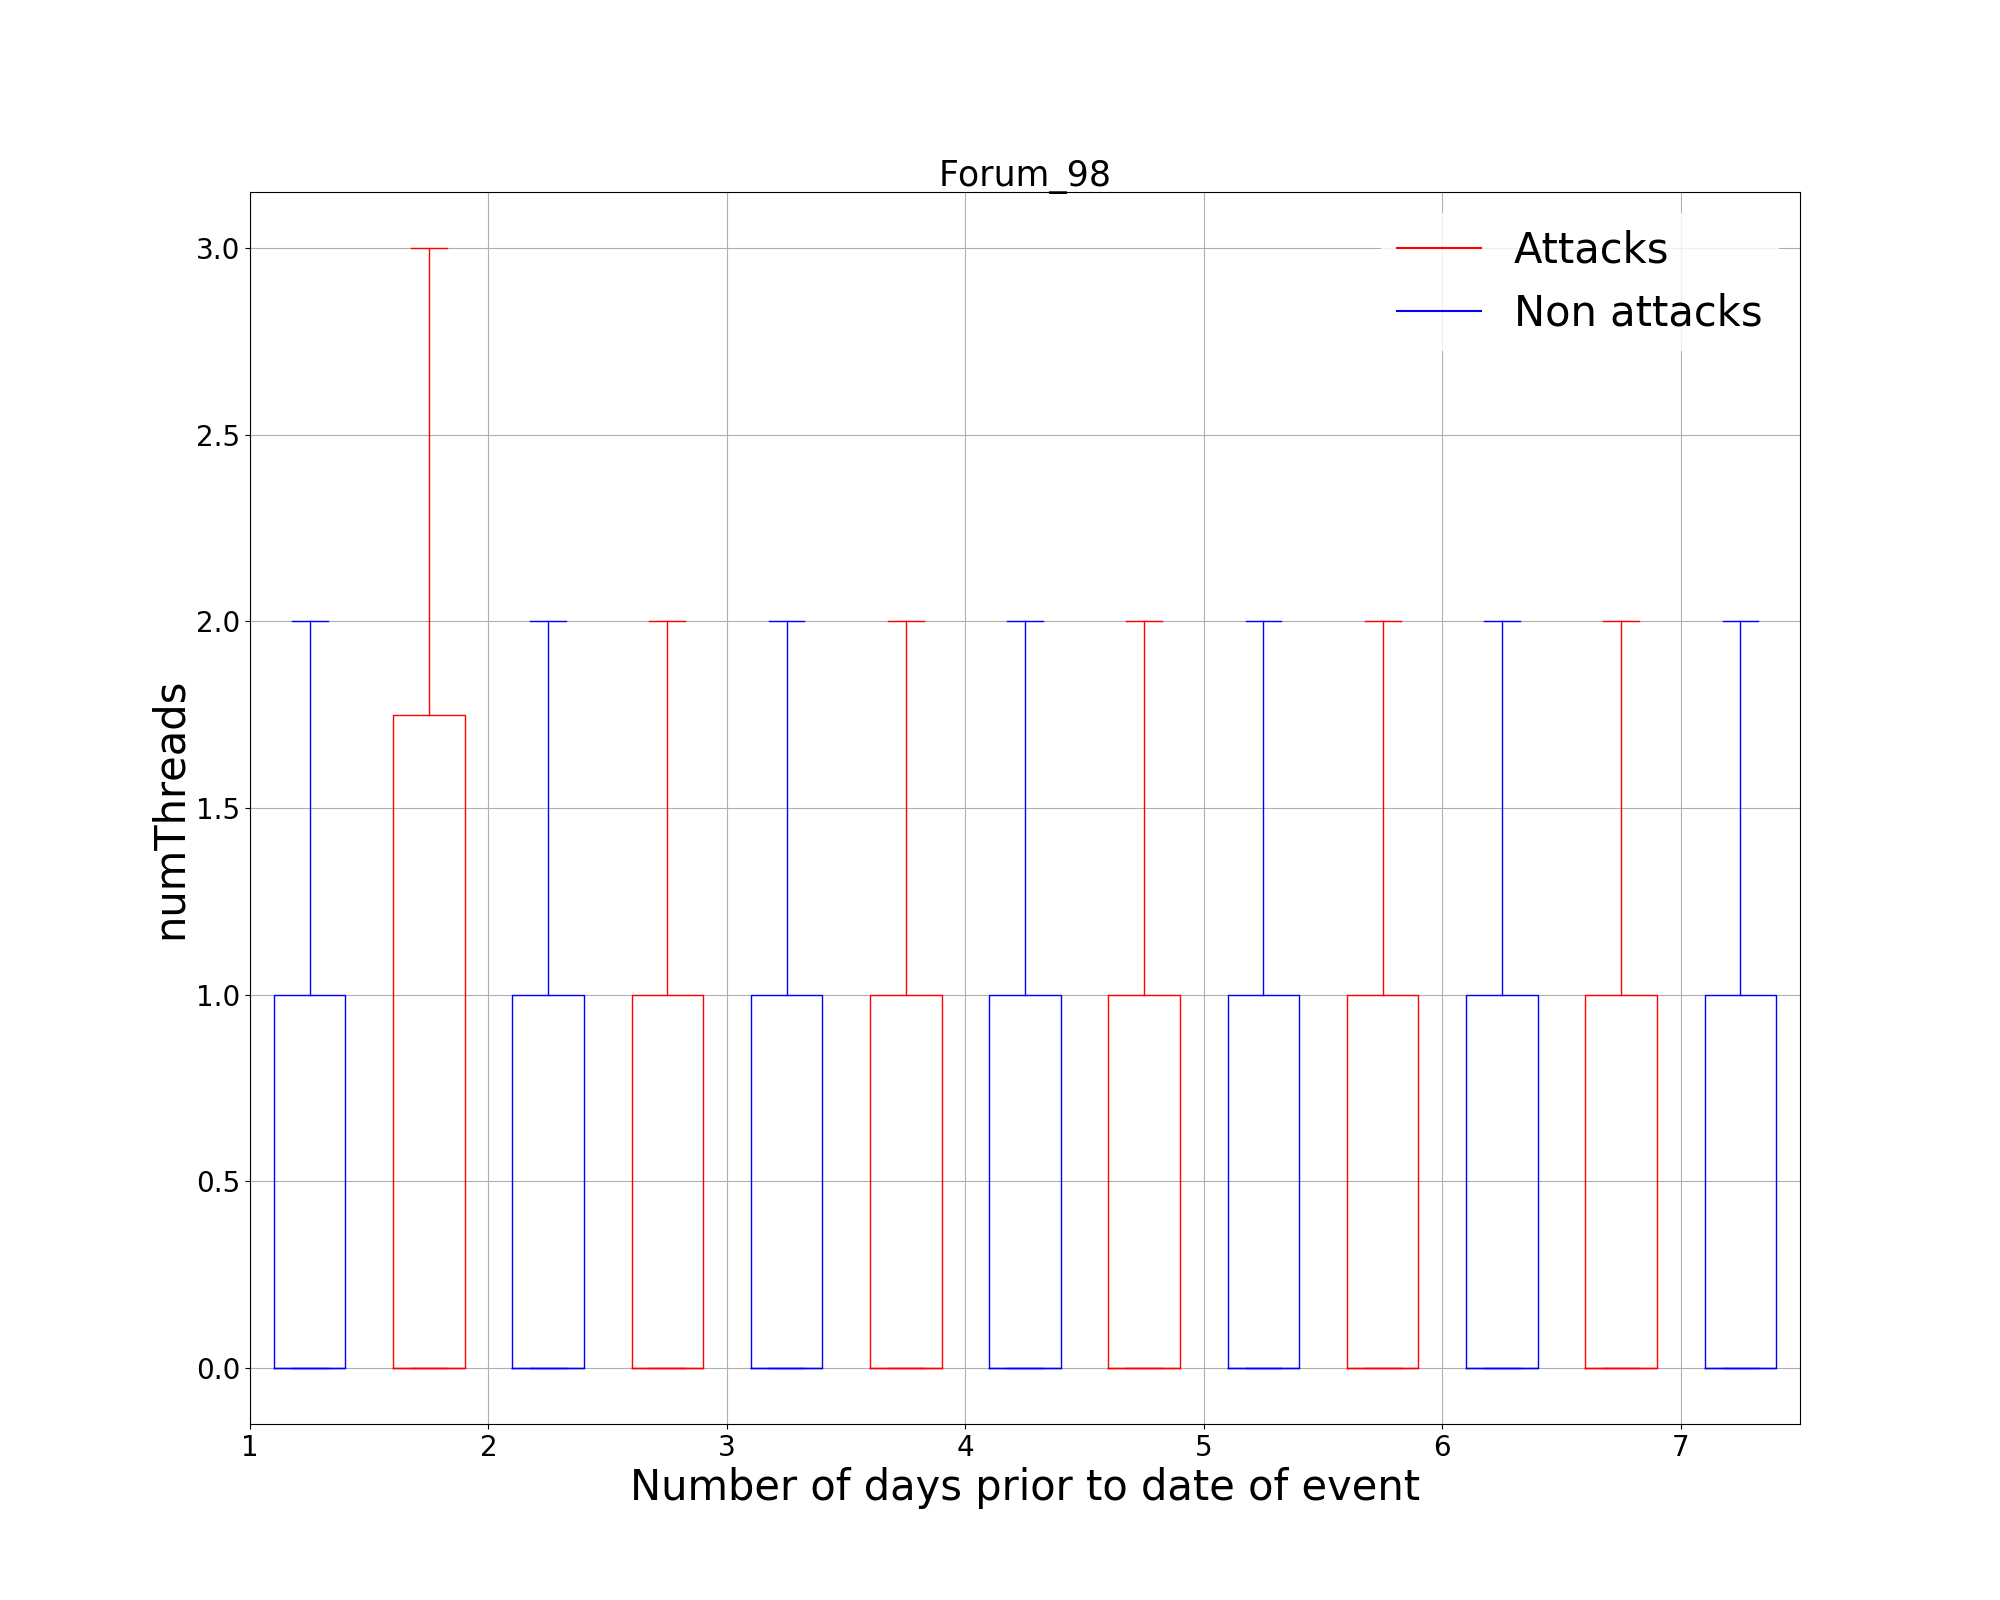 Forum_98
Attacks
Non attacks
3.0
2.5
2.0
1.5
1.0
0.5
0.0
numThreads
1 2 3 4 5 6 7
Number of days prior to date of event